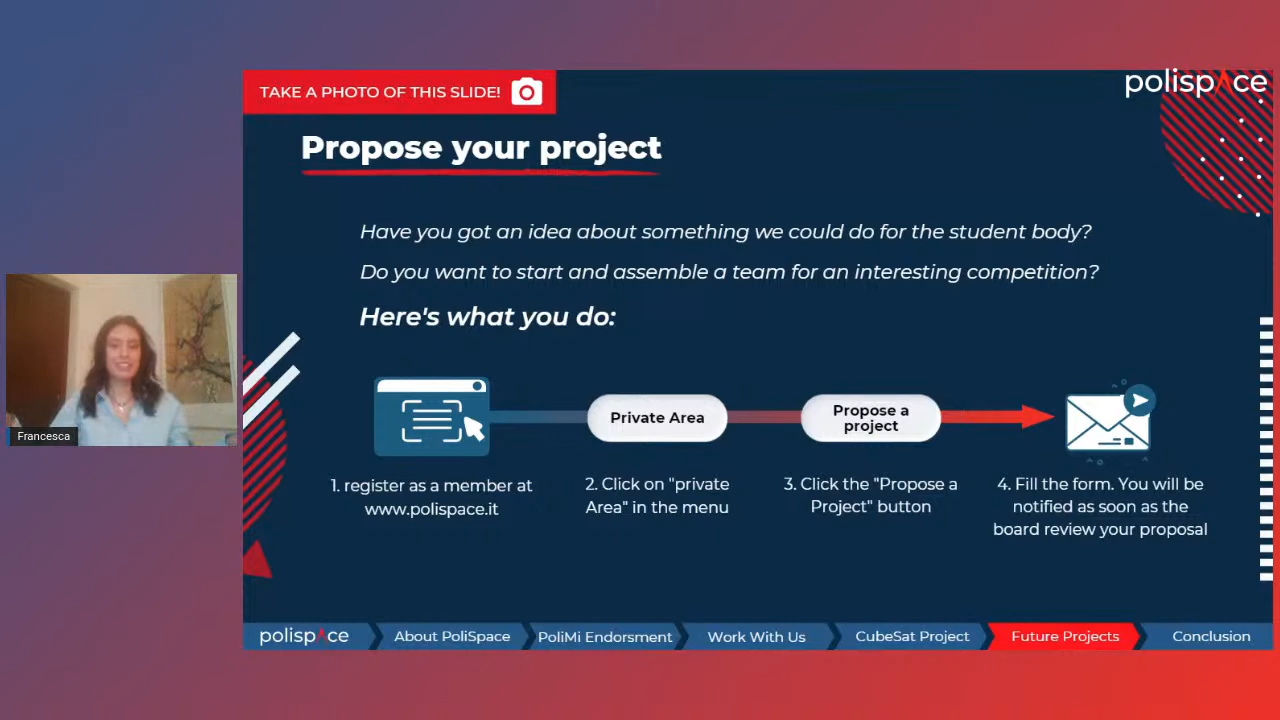 TAKE A PHOTO OF THIS SLIDE!
polispace
Propose your project
Have you got an idea about something we could do for the student body?
Do you want to start and assemble a team for an interesting competition?
Here's what you do:
Private Area
Propose a
project
1. register as a member at
www.polispace.it
2. Click on "private
Area" in the menu
3. Click the "Propose a
Project" button
4. Fill the form. You will be
notified as soon as the
board review your proposal
Francesca
polispace
About PoliSpace
PoliMi Endorsment
Work With Us
CubeSat Project
Future Projects
Conclusion